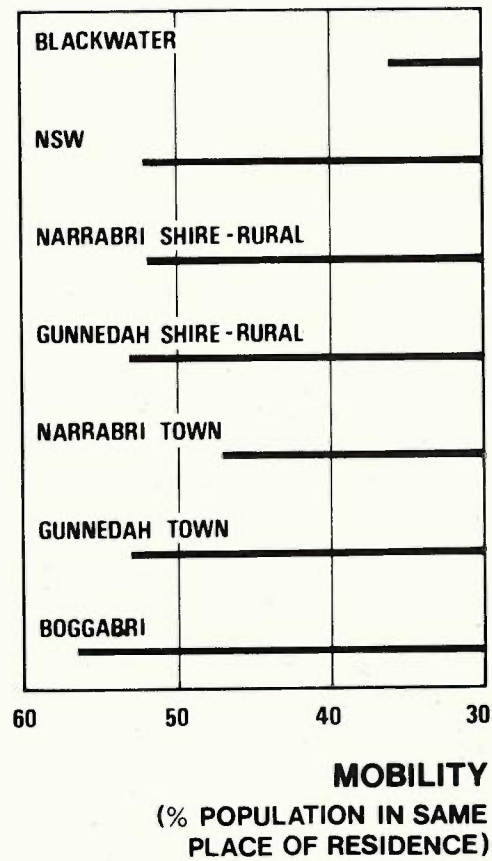 BLACKWATER
NSW
NARRABRI SHIRE-RURAL
GUNNEDAH SHIRE-RURAL
NARRABRI TOWN
GUNNEDAH TOWN
BOGGABRI
60 50 40 30
MOBILITY
(% POPULATION IN SAME
PLACE OF RESIDENCE)